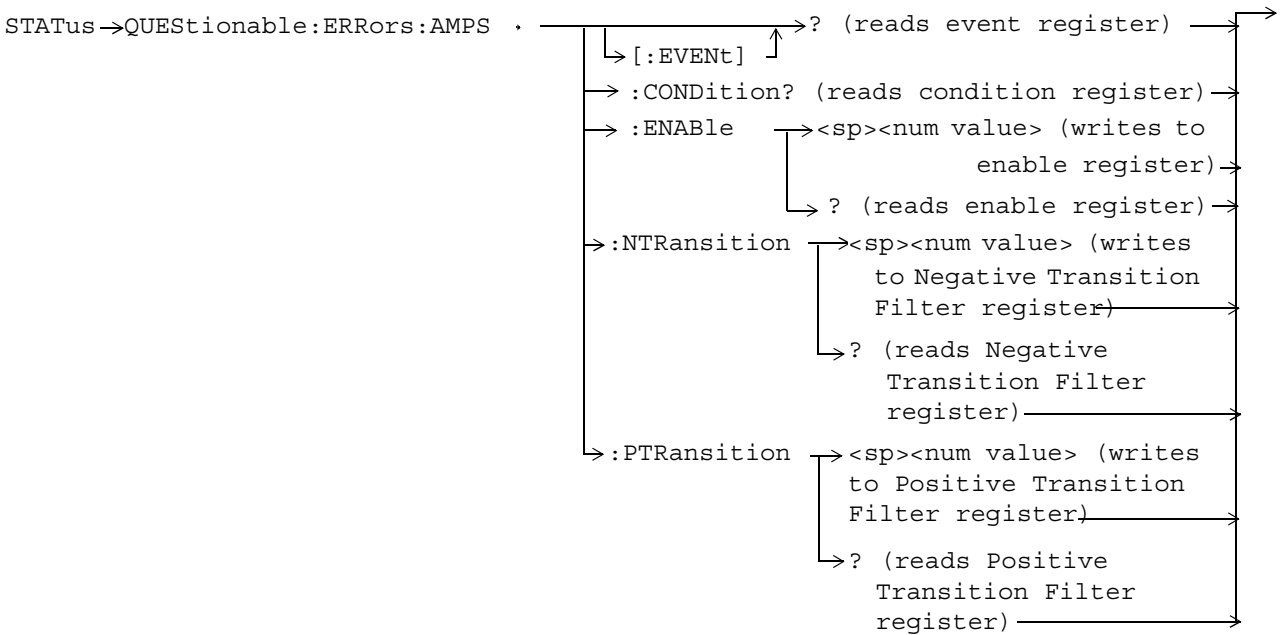 STATus QUEStionable:ERRors:AMPS ? (reads event register)
[:EVENt]
:CONDition? (reads condition register)
:ENABle <sp><num value> (writes to
enable register)
? (reads enable register)
:NTRansition <sp><num value> (writes
to Negative Transition
Filter register)
? (reads Negative
Transition Filter
register)
:PTRansition <sp><num value> (writes
to Positive Transition
Filter register)
? (reads Positive
Transition Filter
register)